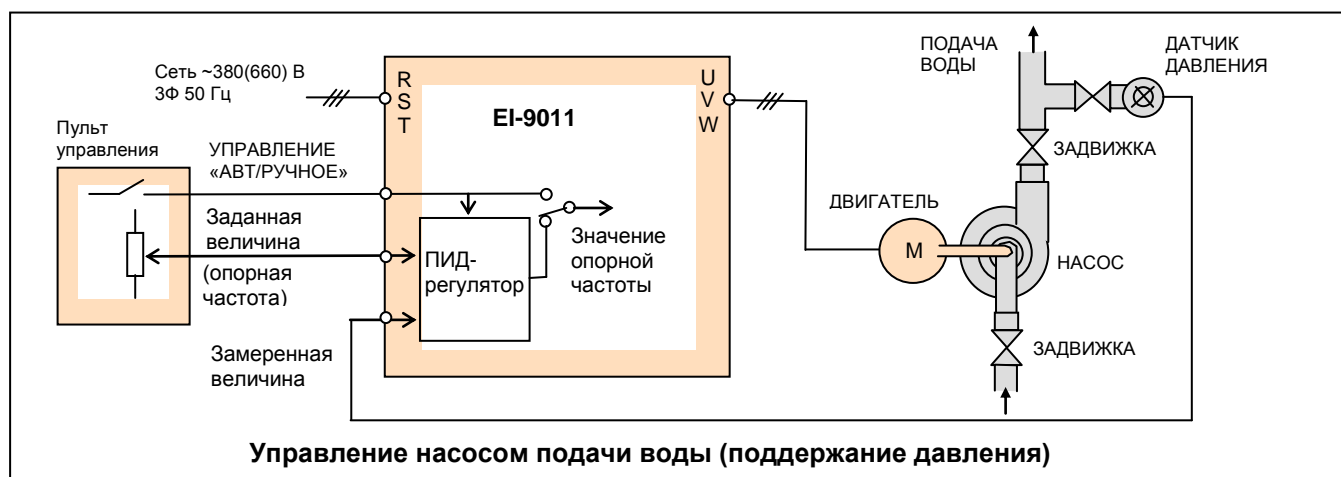 Сеть ~380(660) В
3Ф 50 Гц
Пульт
управления
УПРАВЛЕНИЕ
«АВТ/РУЧНОЕ»
Заданная
величина
(опорная
частота)
Замеренная
величина
R
S
T
EI-9011
U
V
W
ПИД-
регулятор
Значение
опорной
частоты
ДВИГАТЕЛЬ
М
ПОДАЧА
ВОДЫ
ДАТЧИК
ДАВЛЕНИЯ
ЗАДВИЖКА
НАСОС
ЗАДВИЖКА
Управление насосом подачи воды (поддержание давления)